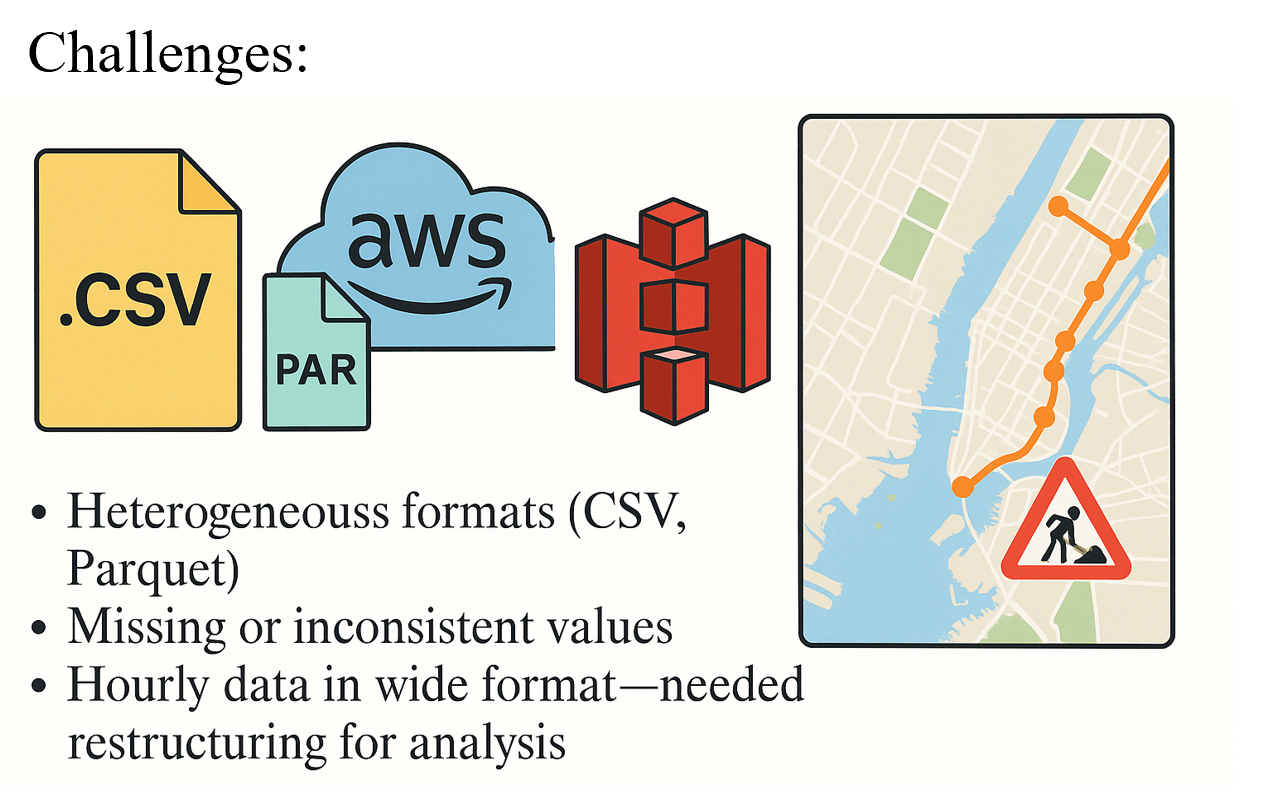 Challenges:
.CSV
aws
PAR
• Heterogeneouss formats (CSV,
Parquet)
• Missing or inconsistent values
• Hourly data in wide format—needed
restructuring for analysis